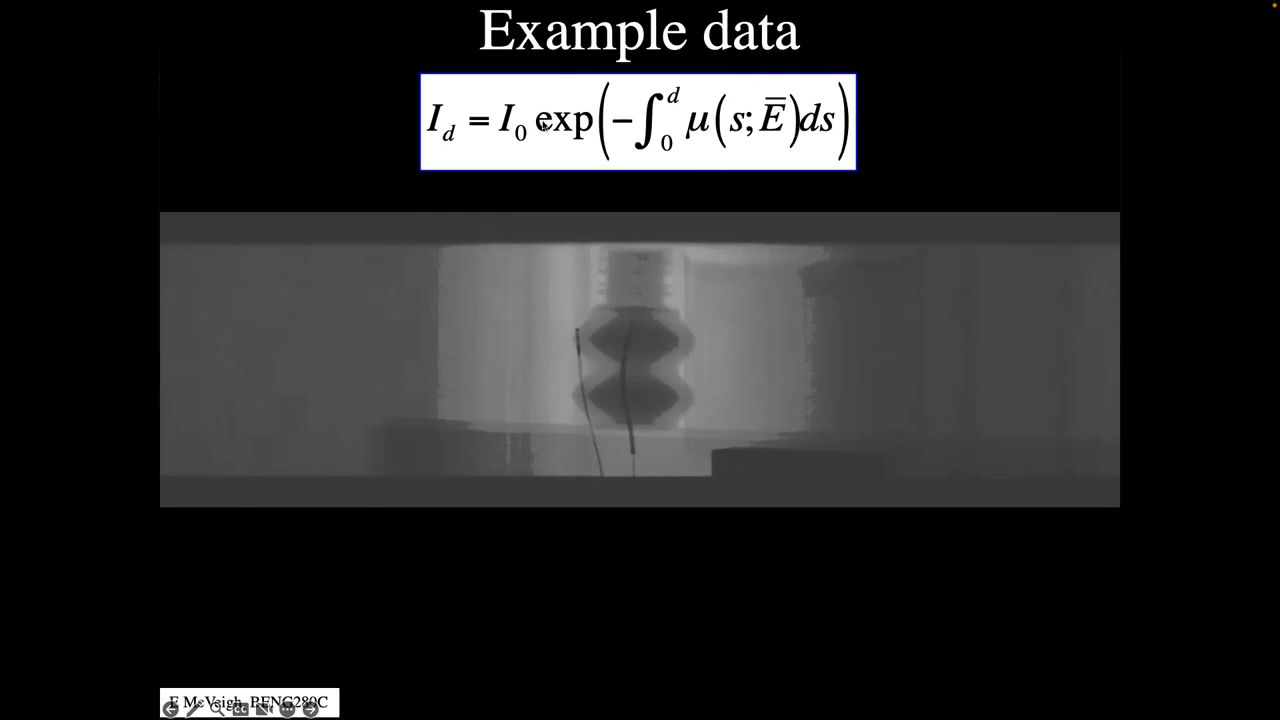 Example data
I_d = I_0 exp(−∫_0^d μ(s; E̅)ds)
E McVeigh, BENG280C